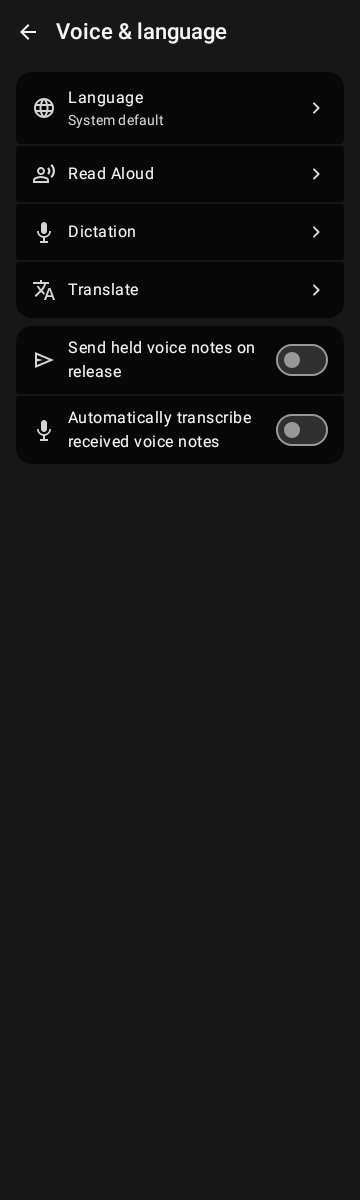 Voice & language
Language
System default
Read Aloud
Dictation
Translate
Send held voice notes on
release
Automatically transcribe
received voice notes